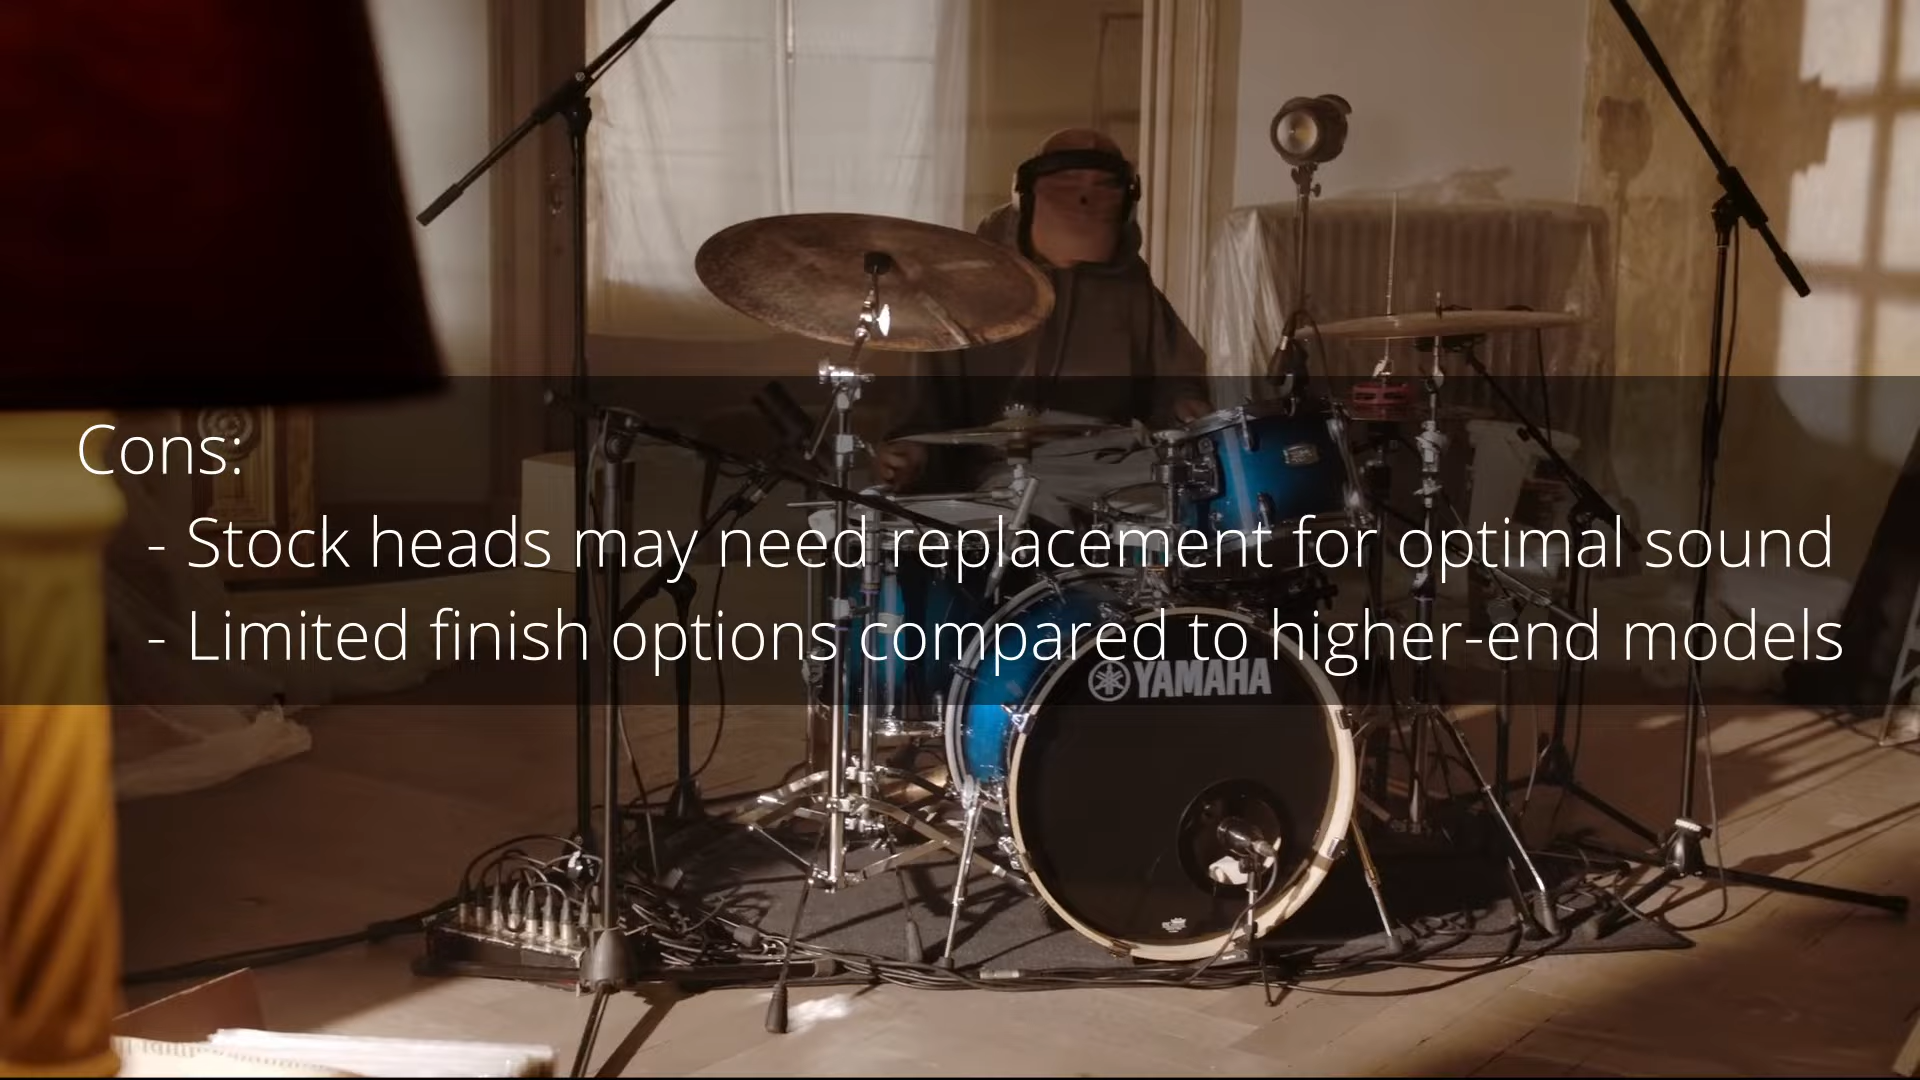 Cons:
- Stock heads may need replacement for optimal sound
- Limited finish options compared to higher-end models
YAMAHA